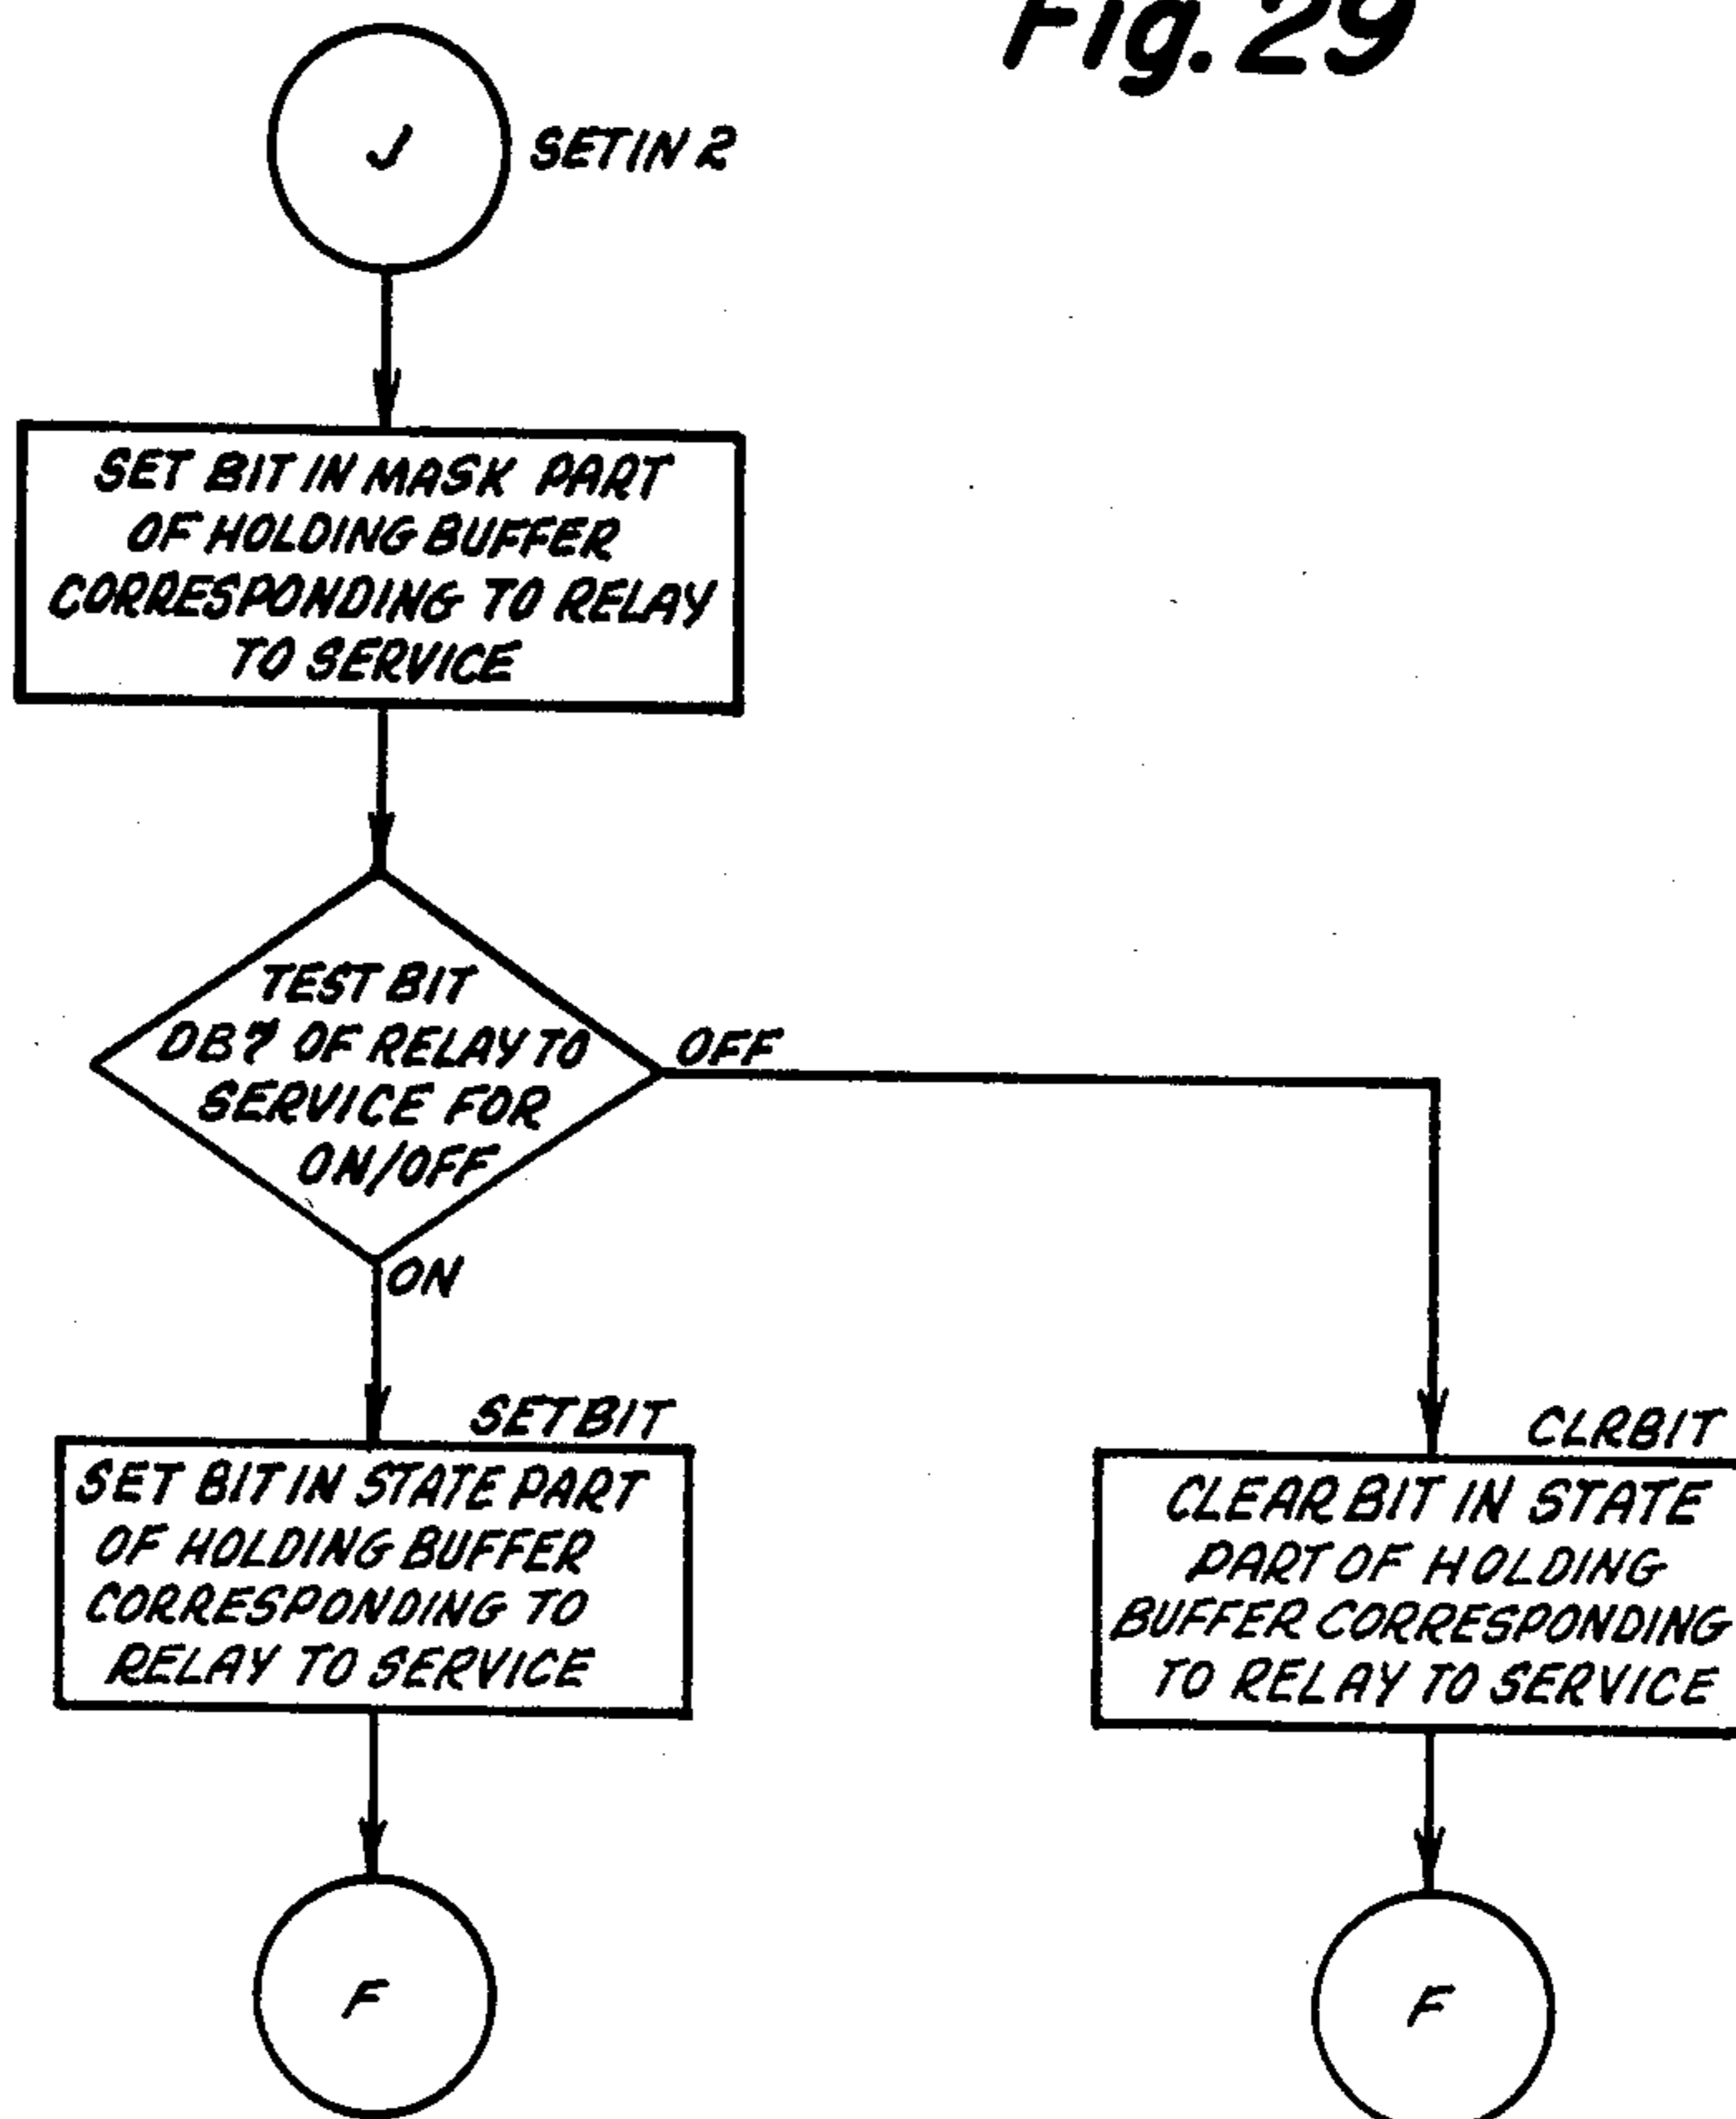 Fig. 29
J
SETIN 2
SET BIT IN MASK PART
OF HOLDING BUFFER
CORRESPONDING TO RELAY
TO SERVICE
TEST BIT
DB7 OF RELAY TO
SERVICE FOR
ON/OFF
OFF
ON
SETBIT
SET BIT IN STATE PART
OF HOLDING BUFFER
CORRESPONDING TO
RELAY TO SERVICE
CLRBIT
CLEAR BIT IN STATE
PART OF HOLDING
BUFFER CORRESPONDING
TO RELAY TO SERVICE
F
F